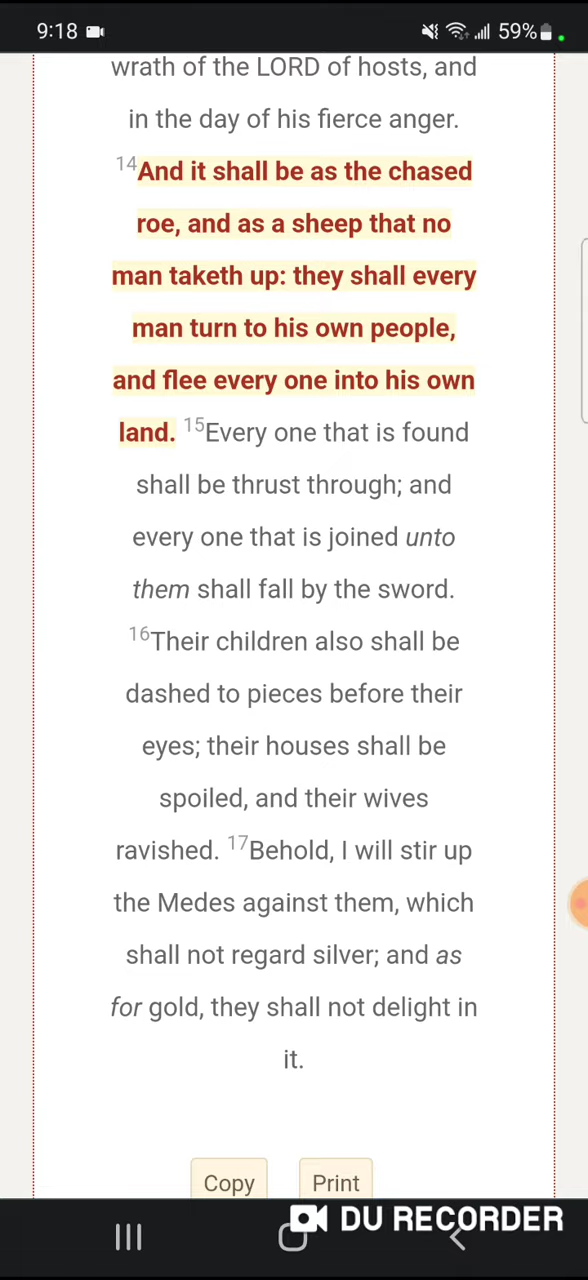 9:18 59%
wrath of the LORD of hosts, and
in the day of his fierce anger.
14And it shall be as the chased
roe, and as a sheep that no
man taketh up: they shall every
man turn to his own people,
and flee every one into his own
land. 15Every one that is found
shall be thrust through; and
every one that is joined unto
them shall fall by the sword.
16Their children also shall be
dashed to pieces before their
eyes; their houses shall be
spoiled, and their wives
ravished. 17Behold, I will stir up
the Medes against them, which
shall not regard silver; and as
for gold, they shall not delight in
it.
Copy Print
DU RECORDER